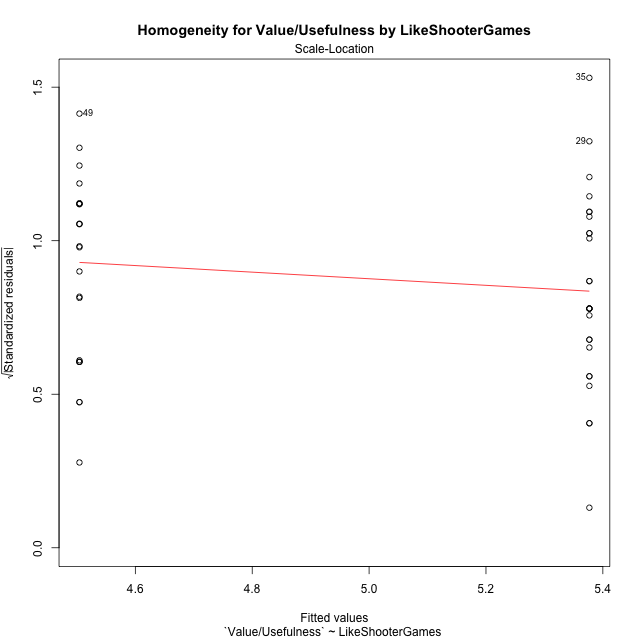 Homogeneity for Value/Usefulness by LikeShooterGames
Scale-Location
√|Standardized residuals|
1.5
1.0
0.5
0.0
49
35
29
4.6 4.8 5.0 5.2 5.4
Fitted values
`Value/Usefulness` ~ LikeShooterGames